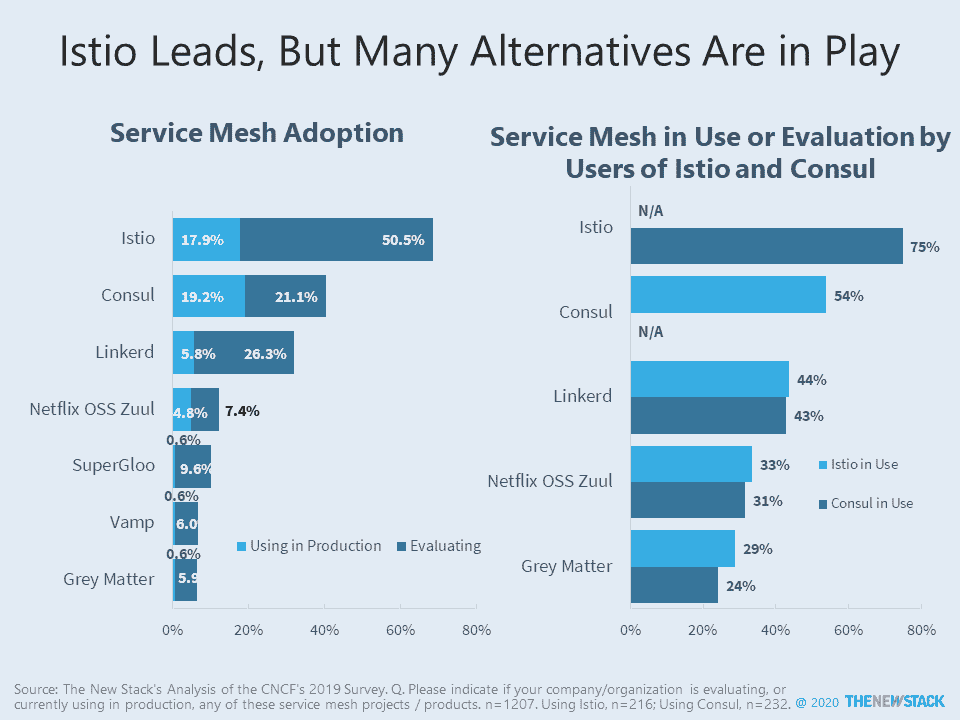 Istio Leads, But Many Alternatives Are in Play
Service Mesh Adoption
Istio
17.9%
50.5%
Consul
19.2%
21.1%
Linkerd
5.8%
26.3%
Netflix OSS Zuul
4.8%
7.4%
0.6%
SuperGloo
9.6%
0.6%
Vamp
6.0
0.6%
Grey Matter
5.9
Using in Production
Evaluating
0%
20%
40%
60%
80%
Service Mesh in Use or Evaluation by
Users of Istio and Consul
Istio
N/A
75%
Consul
54%
N/A
Linkerd
44%
43%
Netflix OSS Zuul
33%
31%
Grey Matter
29%
24%
Istio in Use
Consul in Use
0%
20%
40%
60%
80%
Source: The New Stack's Analysis of the CNCF's 2019 Survey. Q. Please indicate if your company/organization is evaluating, or
currently using in production, any of these service mesh projects / products. n=1207. Using Istio, n=216; Using Consul, n=232.
@ 2020 THENEWSTACK